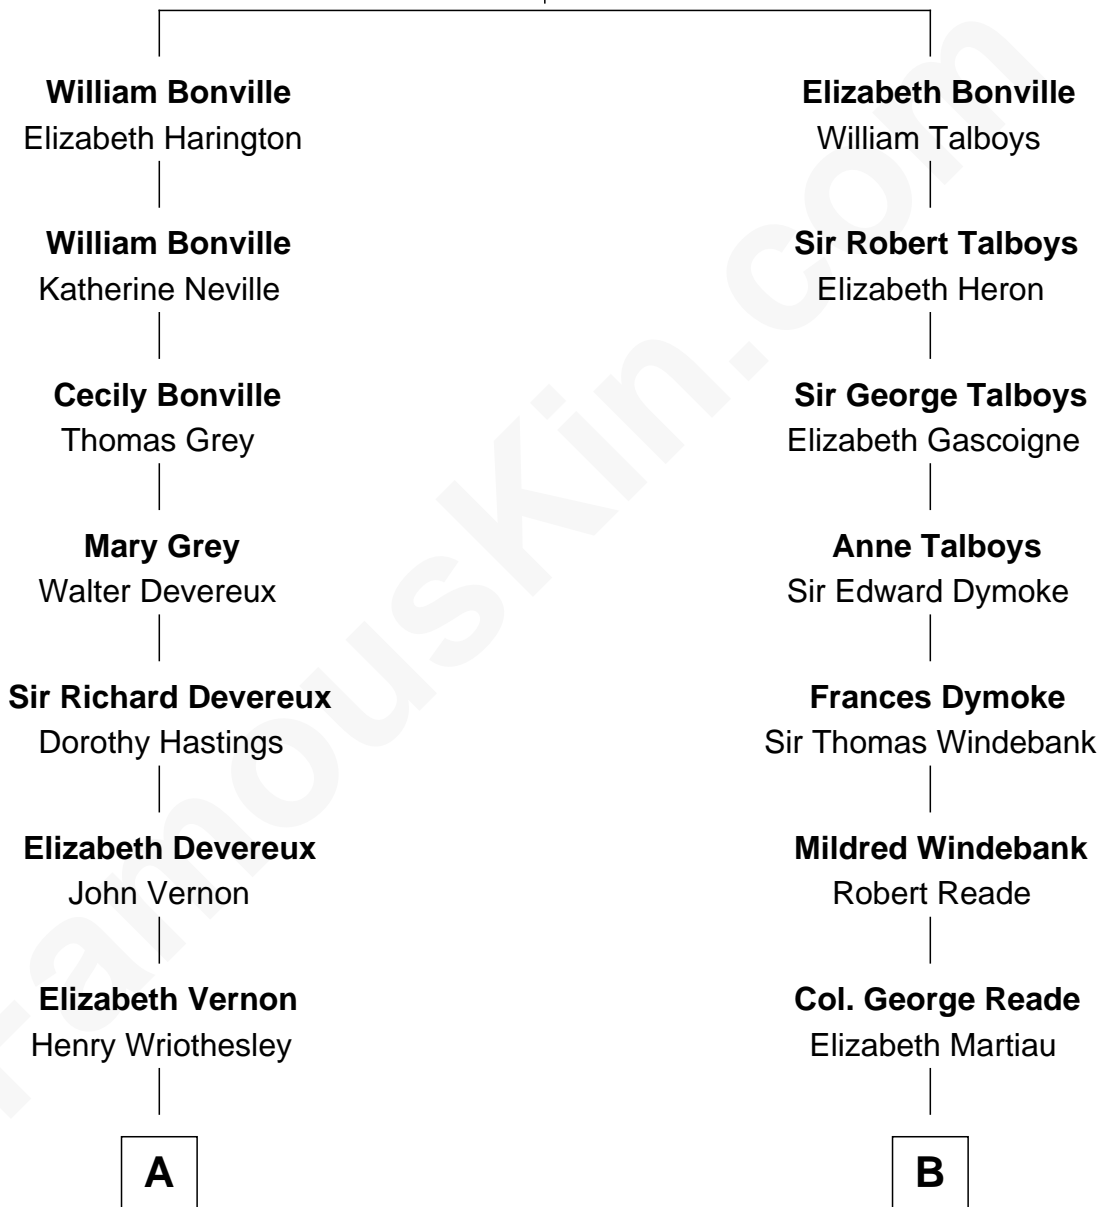 William Bonville
Elizabeth Harington
William Bonville
Katherine Neville
Cecily Bonville
Thomas Grey
Mary Grey
Walter Devereux
Sir Richard Devereux
Dorothy Hastings
Elizabeth Devereux
John Vernon
Elizabeth Vernon
Henry Wriothesley
A
Elizabeth Bonville
William Talboys
Sir Robert Talboys
Elizabeth Heron
Sir George Talboys
Elizabeth Gascoigne
Anne Talboys
Sir Edward Dymoke
Frances Dymoke
Sir Thomas Windebank
Mildred Windebank
Robert Reade
Col. George Reade
Elizabeth Martiau
B
FamousKin.com